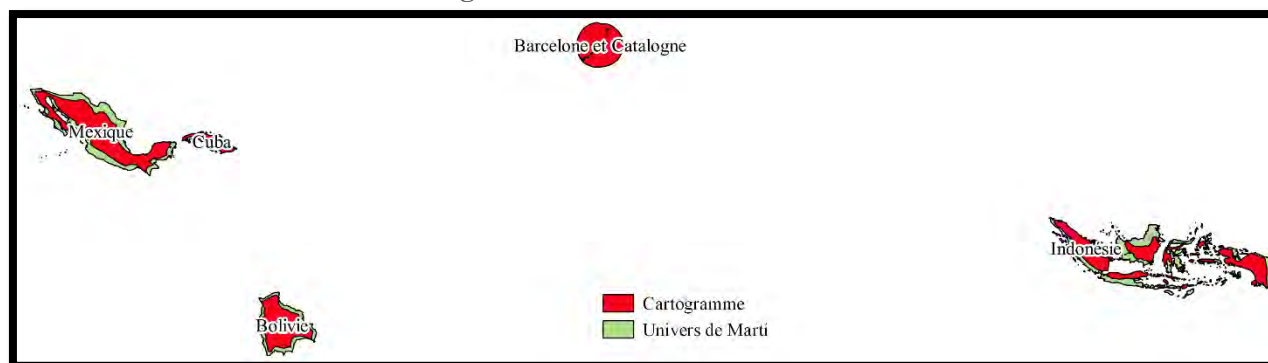 Barcelone et Catalogne
Mexique
Cuba
Indonésie
Bolivie
Cartogramme
Univers de Martí